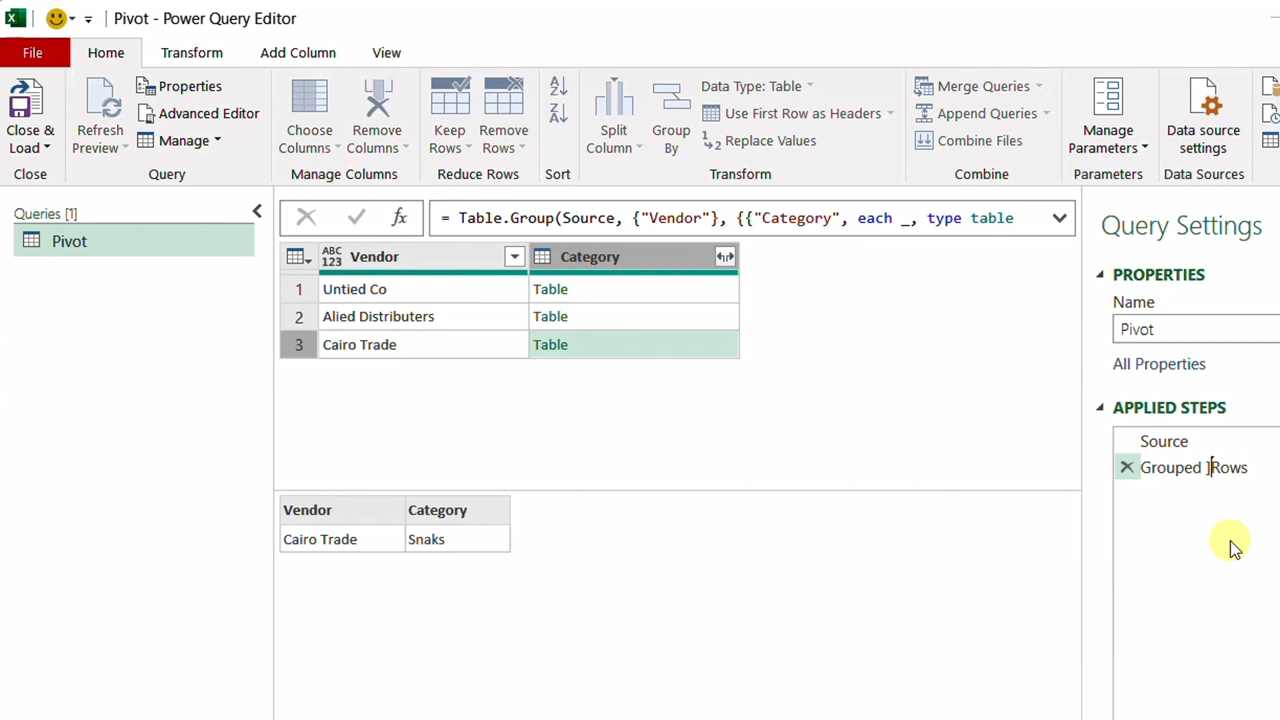 Pivot - Power Query Editor
File Home Transform Add Column View
Close & Load
Refresh Preview
Properties
Advanced Editor
Manage
Choose Columns
Remove Columns
Keep Rows
Remove Rows
Split Column
Group By
Data Type: Table
Use First Row as Headers
Replace Values
Merge Queries
Append Queries
Combine Files
Manage Parameters
Data source settings
Close Query Manage Columns Reduce Rows Sort Transform Combine Parameters Data Sources
Queries [1]
Pivot
fx = Table.Group(Source, {"Vendor"}, {{"Category", each _, type table
ABC 123 Vendor Category
1 Untied Co Table
2 Alied Distributers Table
3 Cairo Trade Table
Vendor Category
Cairo Trade Snaks
Query Settings
PROPERTIES
Name
Pivot
All Properties
APPLIED STEPS
Source
Grouped Rows